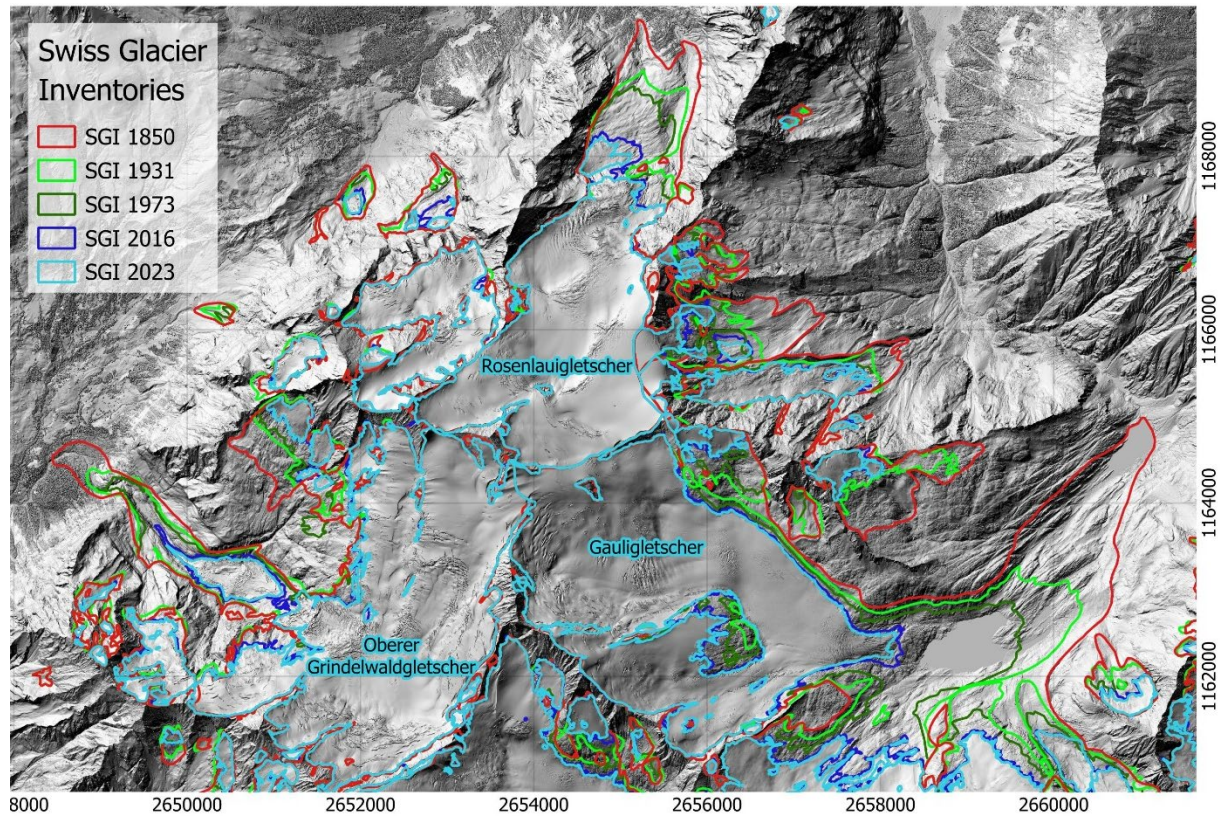 Swiss Glacier
Inventories
SGI 1850
SGI 1931
SGI 1973
SGI 2016
SGI 2023
Rosenlauigletscher
Gauligletscher
Oberer
Grindelwaldgletscher
1168000
1166000
1164000
1162000
8000
2650000
2652000
2654000
2656000
2658000
2660000